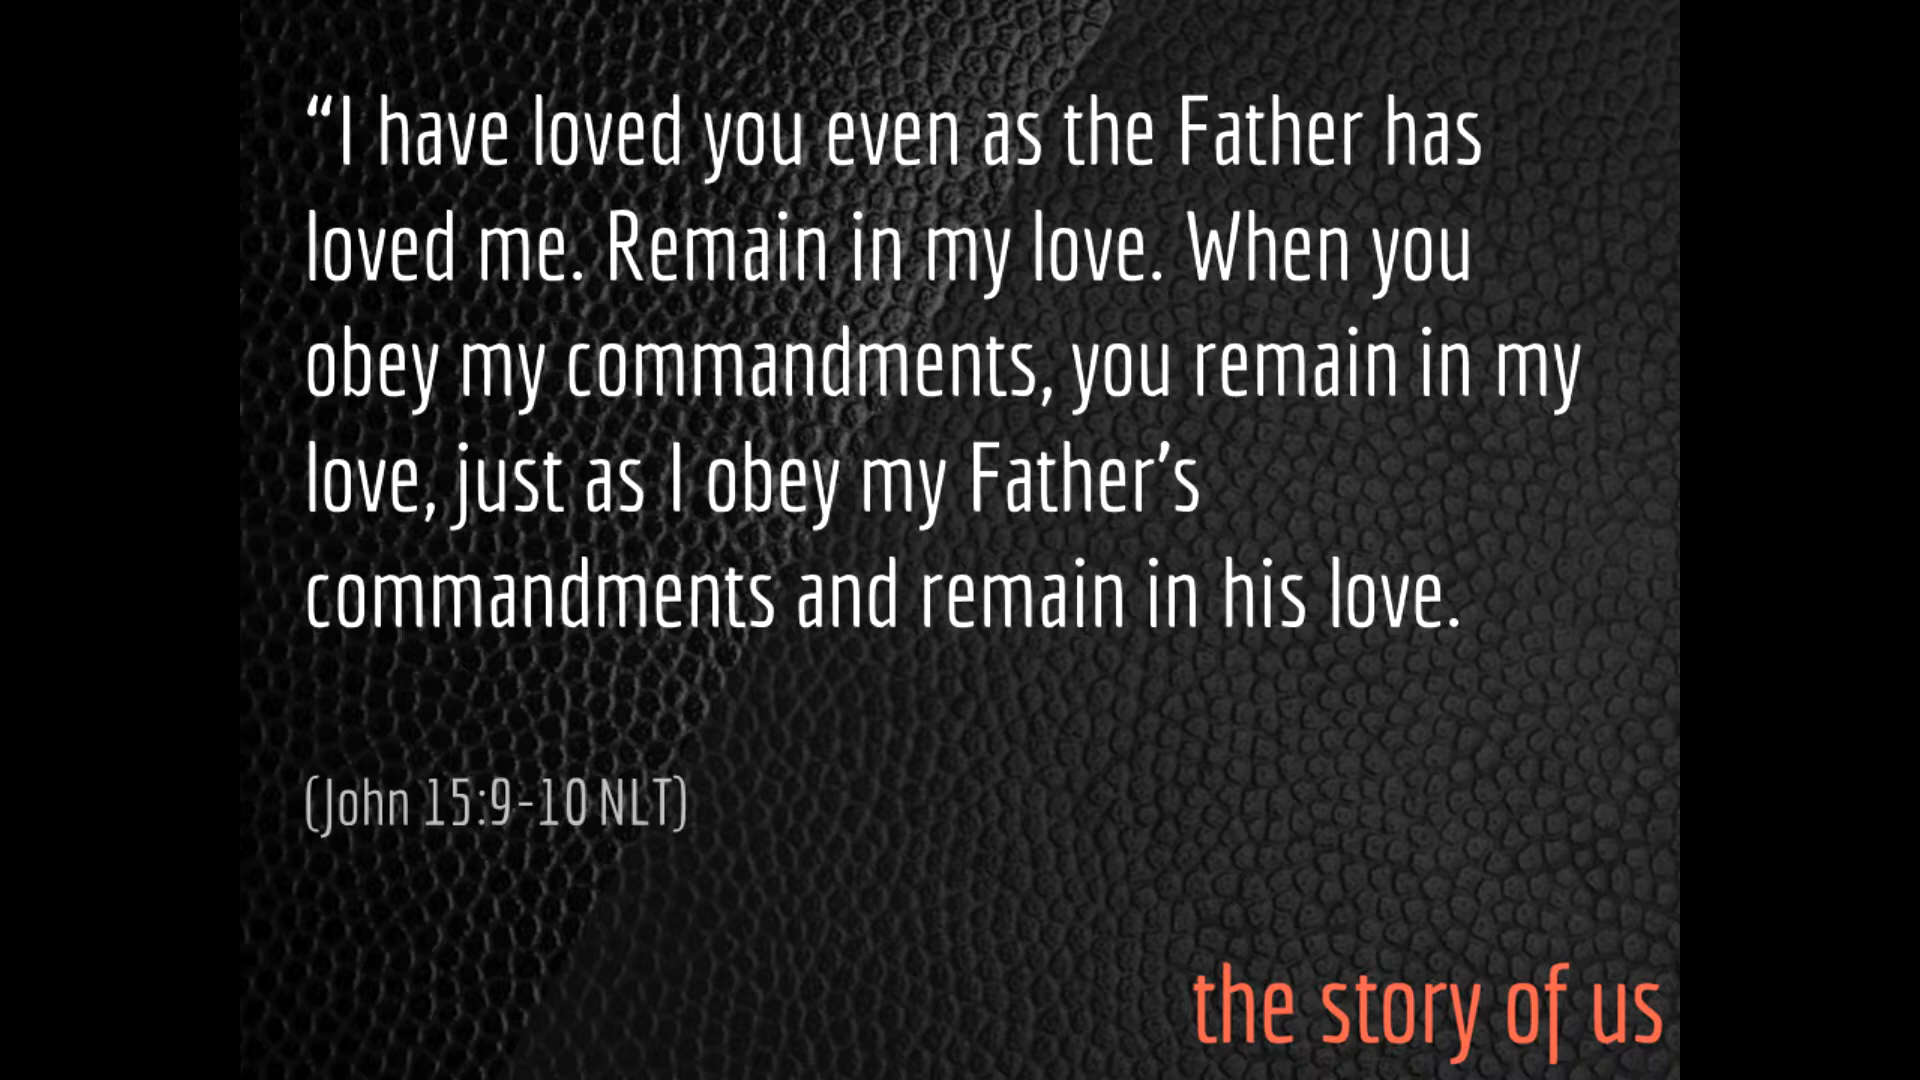 “I have loved you even as the Father has
loved me. Remain in my love. When you
obey my commandments, you remain in my
love, just as I obey my Father’s
commandments and remain in his love.
(John 15:9-10 NLT)
the story of us